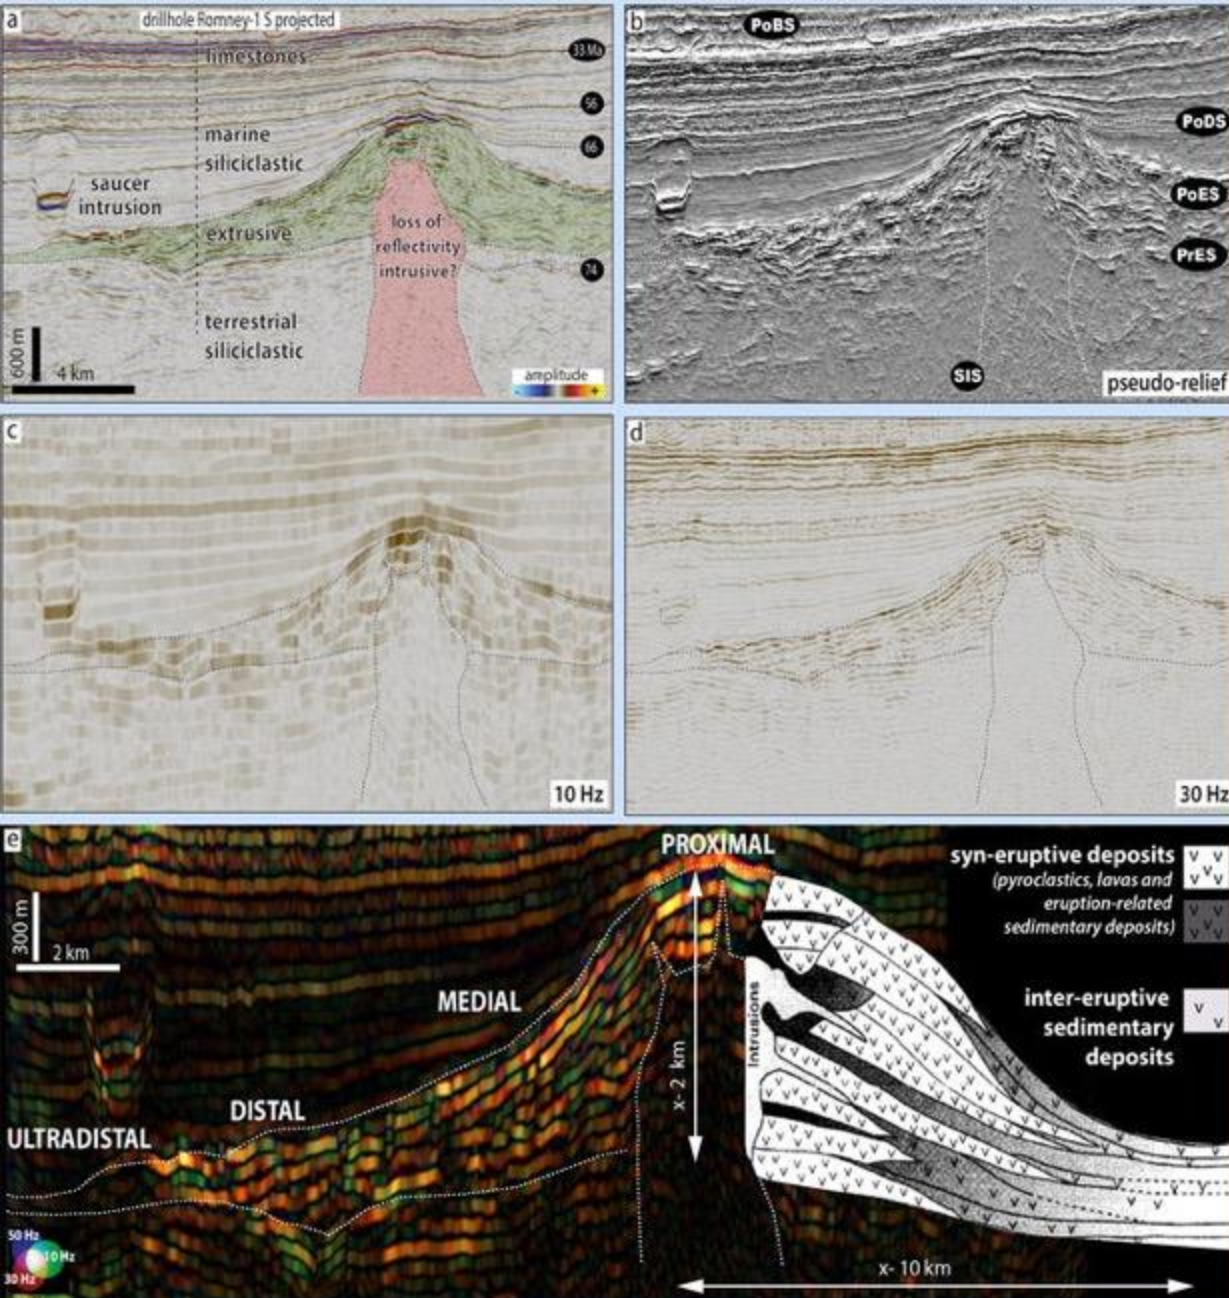 a
drillhole Romney-1 S projected
limestones
33 Ma
56
marine
siliciclastic
66
saucer
intrusion
extrusive
loss of
reflectivity
intrusive?
74
terrestrial
siliciclastic
600 m
4 km
amplitude
- +
b
PoBS
PoDS
PoES
PrES
SIS
pseudo-relief
c
10 Hz
d
30 Hz
e
PROXIMAL
syn-eruptive deposits
(pyroclastics, lavas and
eruption-related
sedimentary deposits)
300 m
2 km
MEDIAL
inter-eruptive
sedimentary
deposits
Intrusions
x- 2 km
DISTAL
ULTRADISTAL
50 Hz
10 Hz
30 Hz
x- 10 km